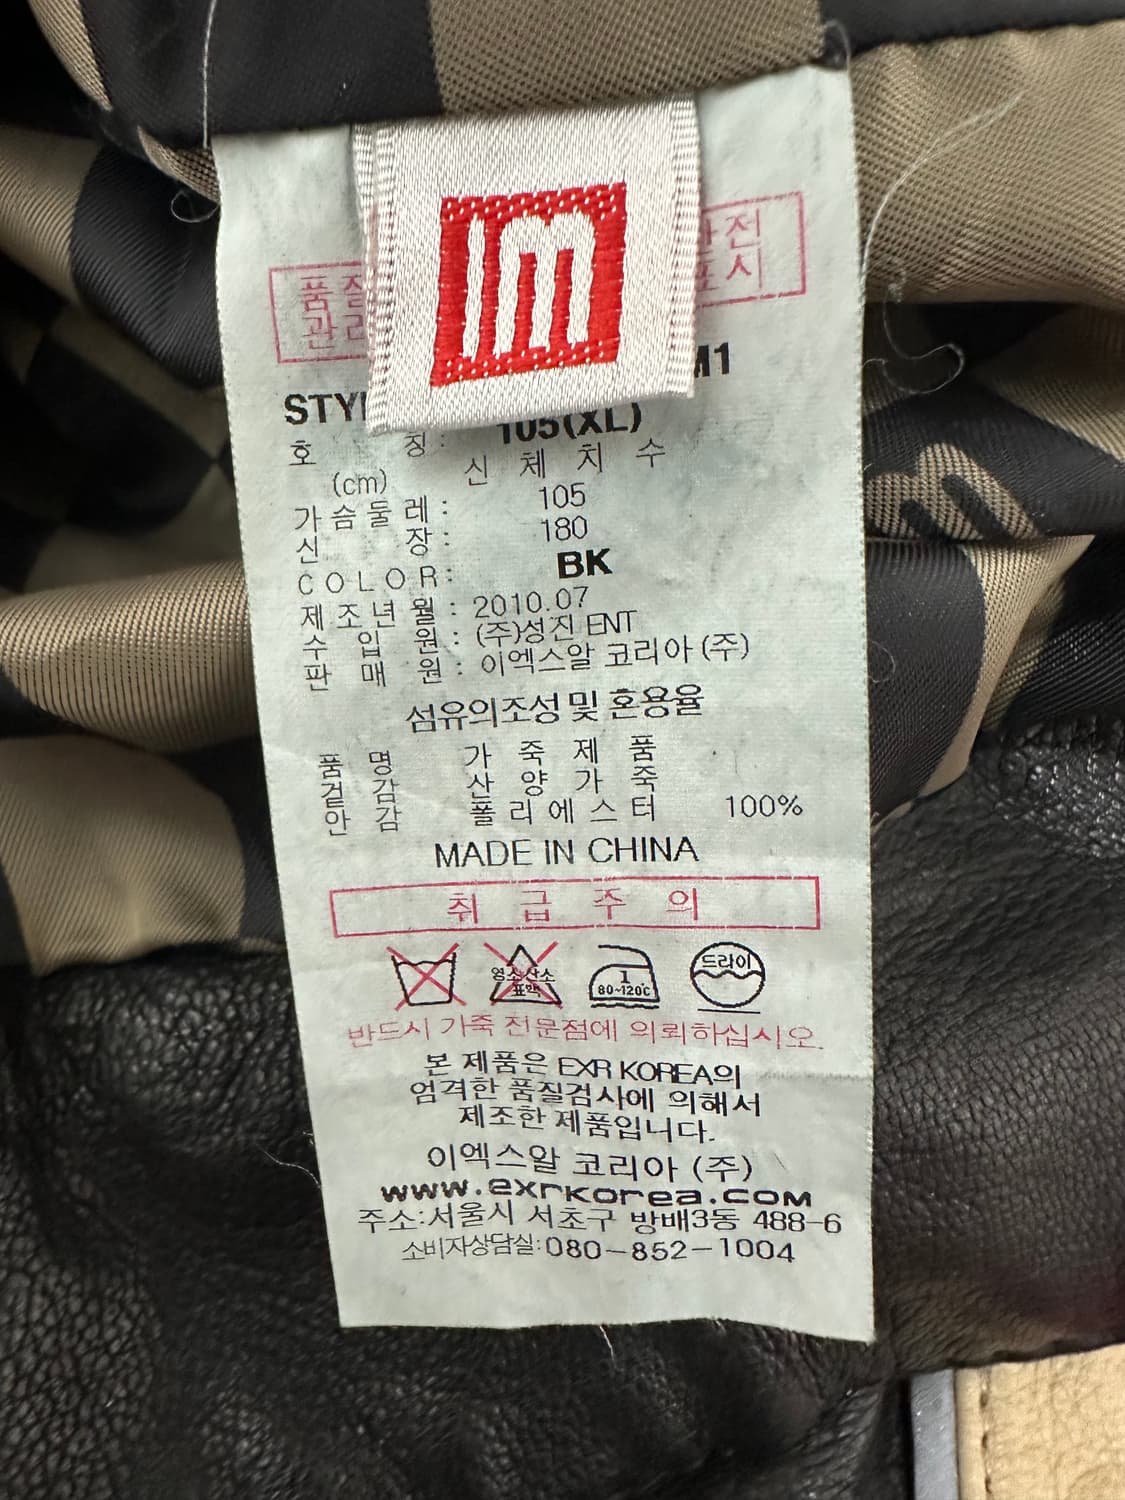 안전
표시
품질
관리
M1
105(XL)
호 칭:
(cm) 신 체 치 수
가슴둘레: 105
신 장: 180
COLOR: BK
제조년월: 2010.07
수 입 원: (주)성진 ENT
판 매 원: 이엑스알 코리아 (주)
섬유의조성 및 혼용율
품 명 가 죽 제 품
겉 감 산 양 가 죽
안 감 폴리에스터 100%
MADE IN CHINA
취 급 주 의
영소산소
표백
1
80~120℃
드라이
반드시 가죽 전문점에 의뢰하십시오.
본 제품은 EXR KOREA의
엄격한 품질검사에 의해서
제조한 제품입니다.
이엑스알 코리아 (주)
www.exrkorea.com
주소:서울시 서초구 방배3동 488-6
소비자상담실:080-852-1004